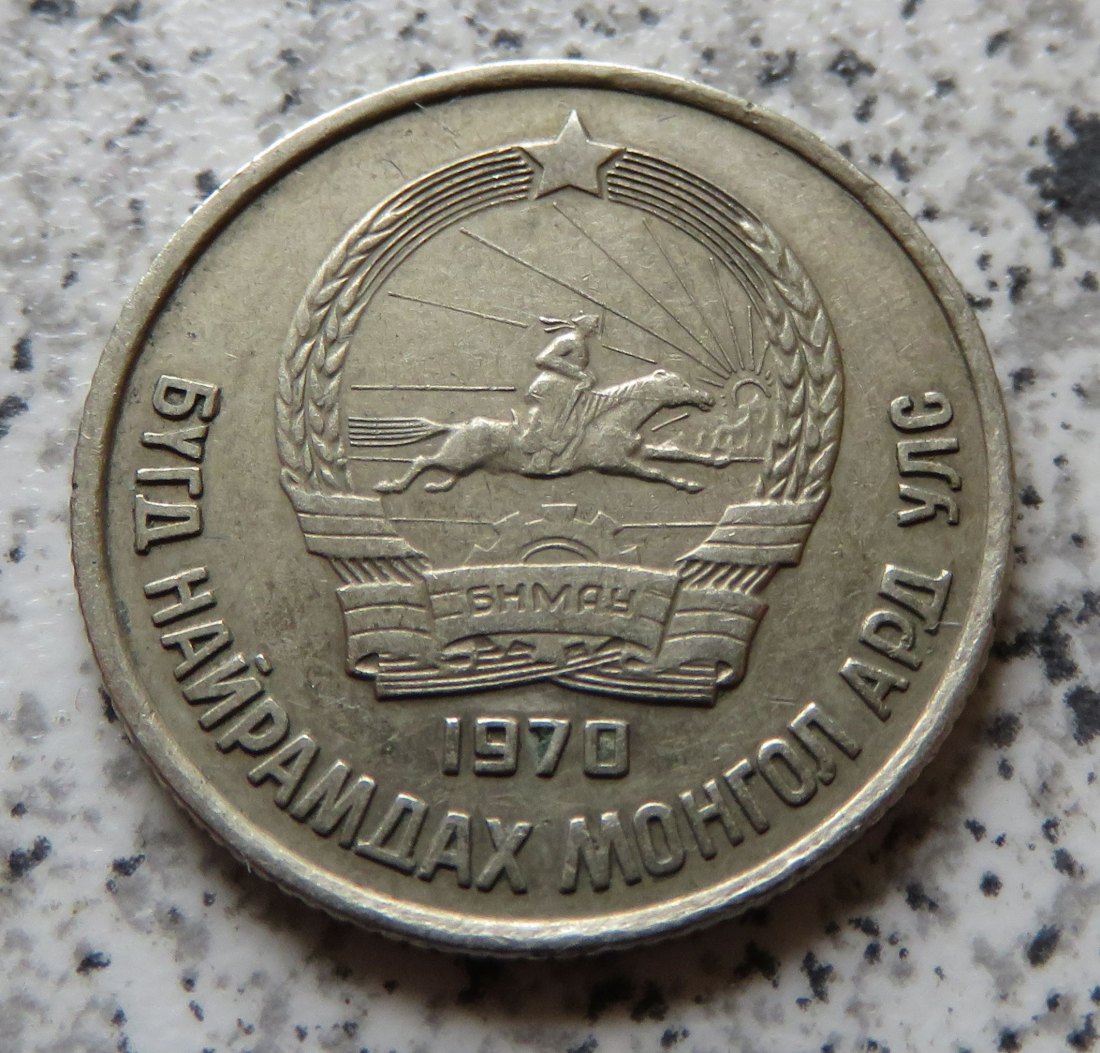 БНМАУ
1970
БҮГД НАЙРАМДАХ МОНГОЛ АРД УЛС